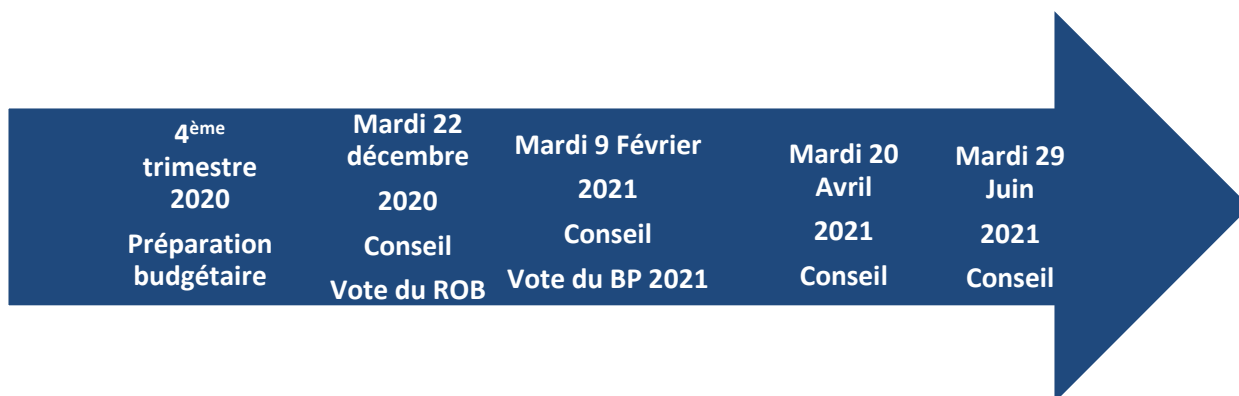 4ème
trimestre
2020
Préparation
budgétaire
Mardi 22
décembre
2020
Conseil
Vote du ROB
Mardi 9 Février
2021
Conseil
Vote du BP 2021
Mardi 20
Avril
2021
Conseil
Mardi 29
Juin
2021
Conseil